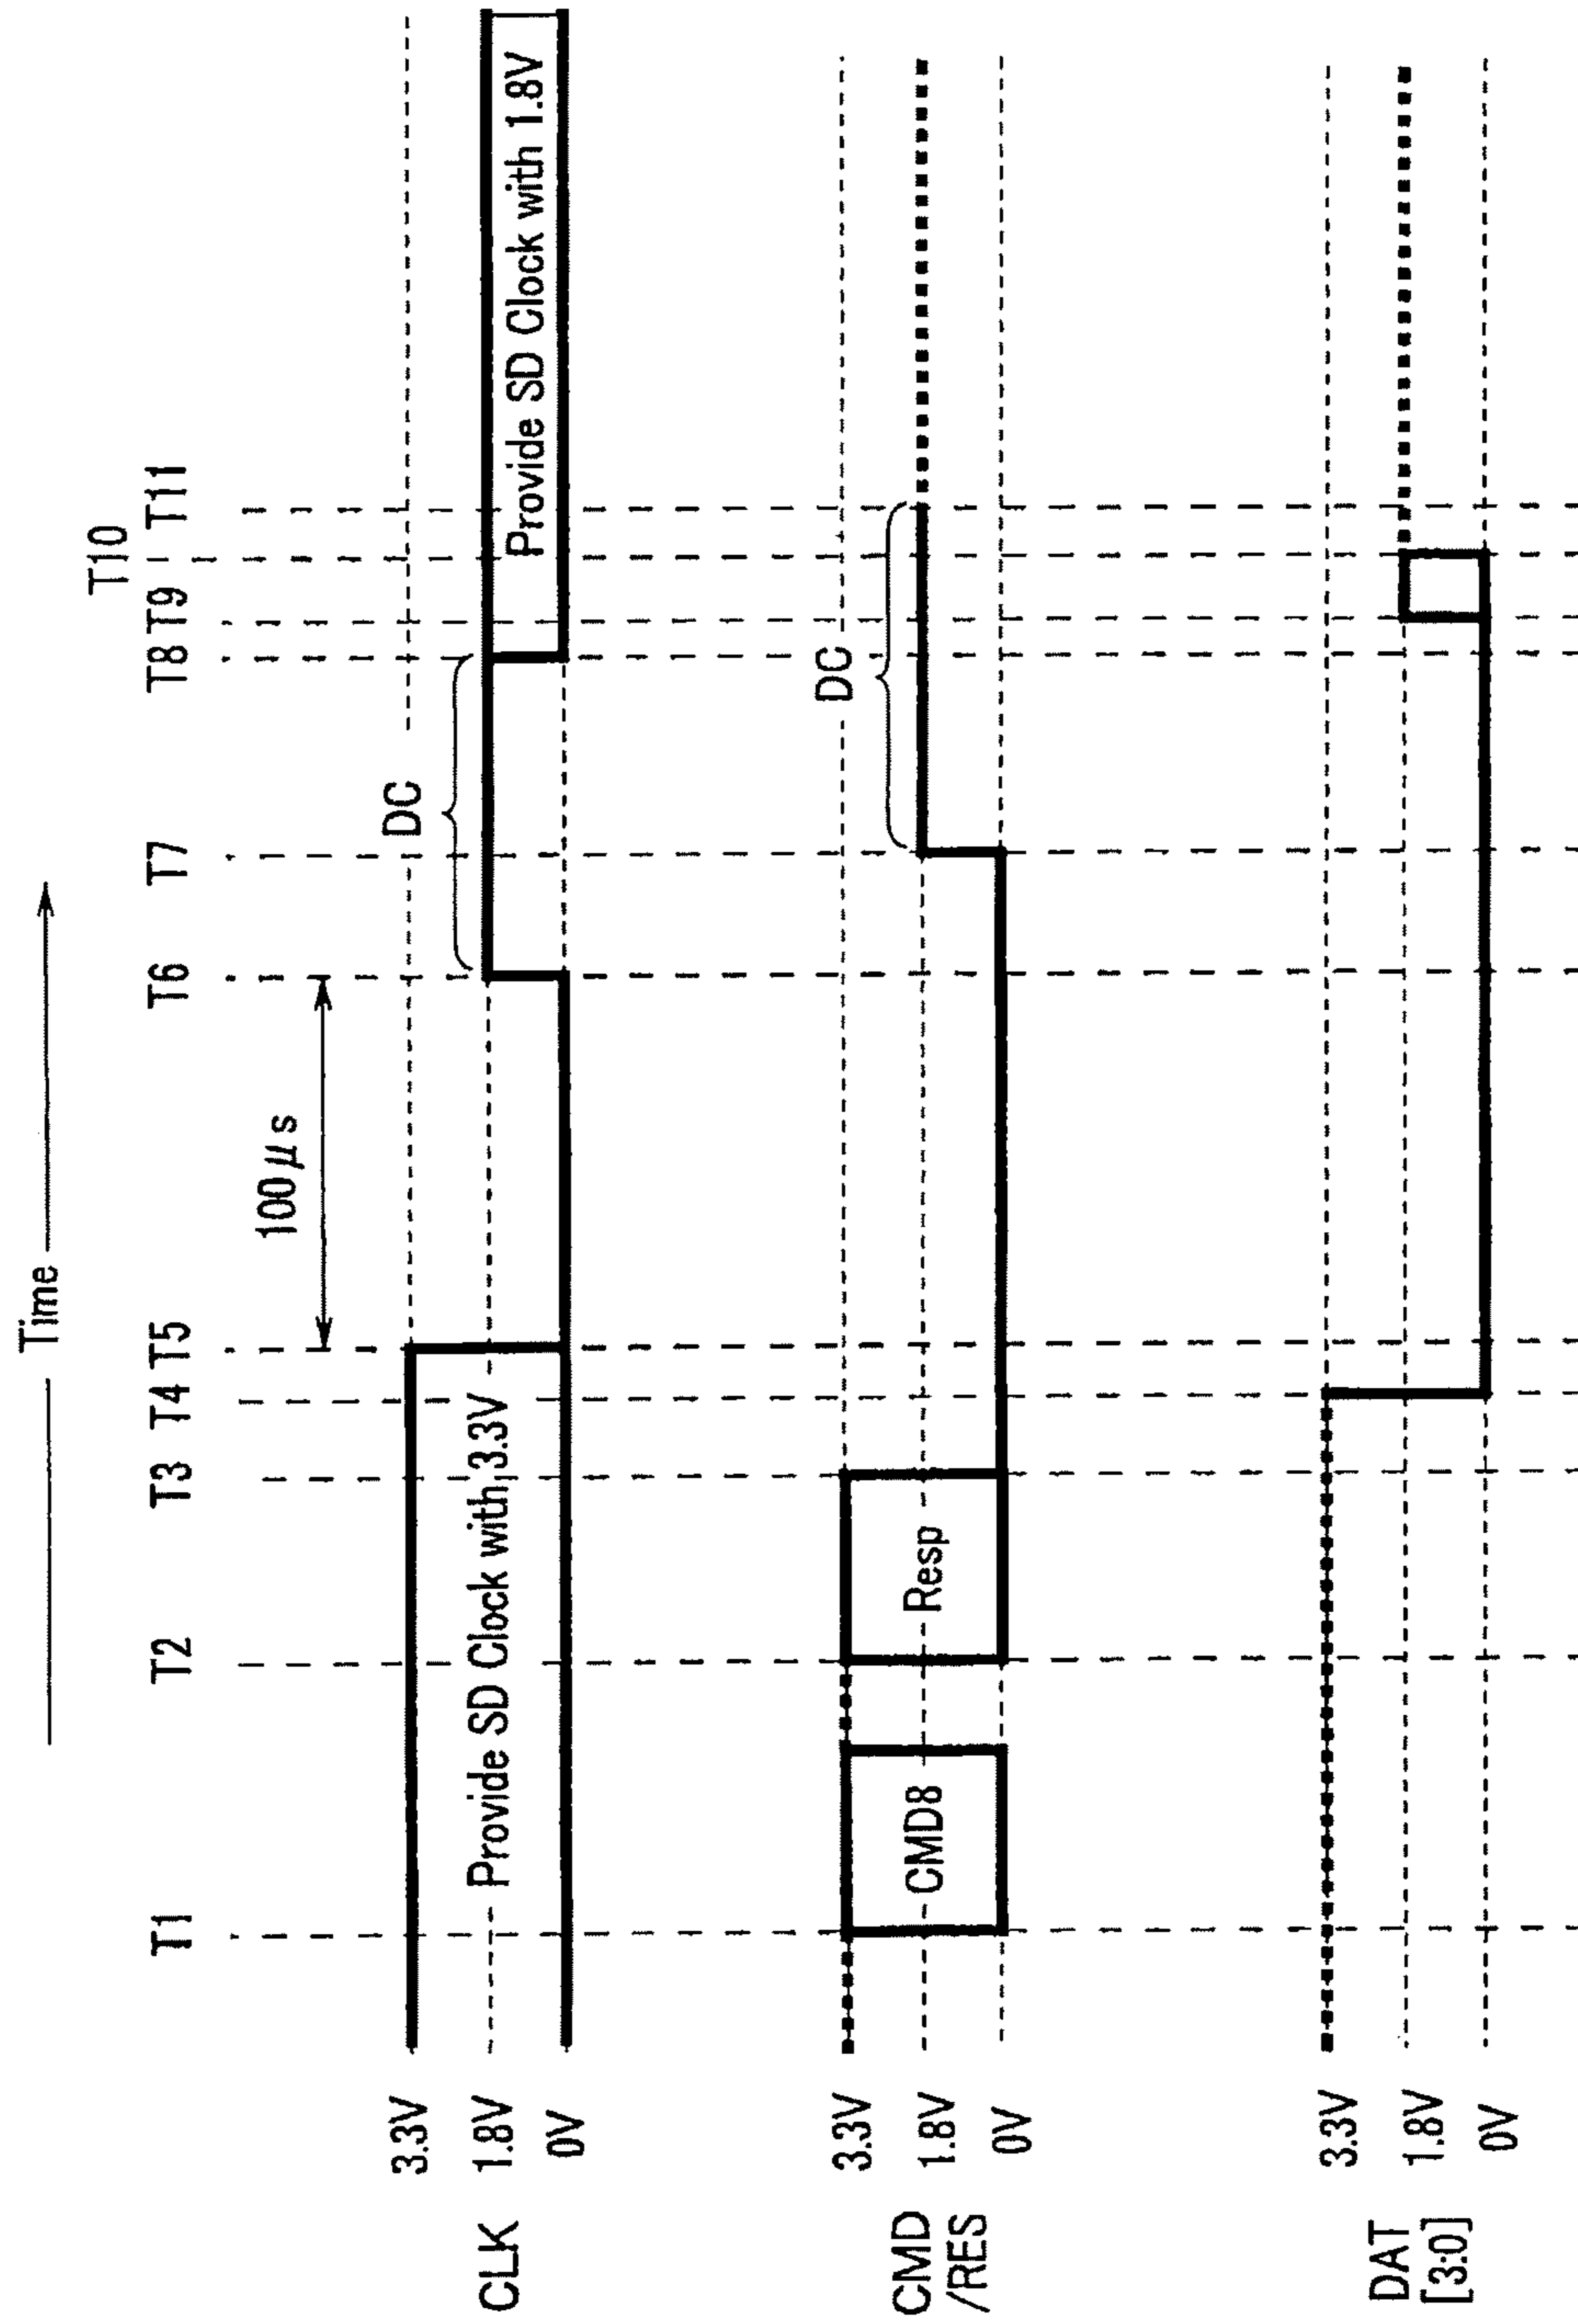 Time
T10
T1 T2 T3 T4 T5 T6 T7 T8 T9 T11
100μs
DC
3.3V
CLK 1.8V Provide SD Clock with 3.3V Provide SD Clock with 1.8V
0V
DC
3.3V
CMD
/RES 1.8V CMD8 Resp
0V
3.3V
DAT
[3:0] 1.8V
0V